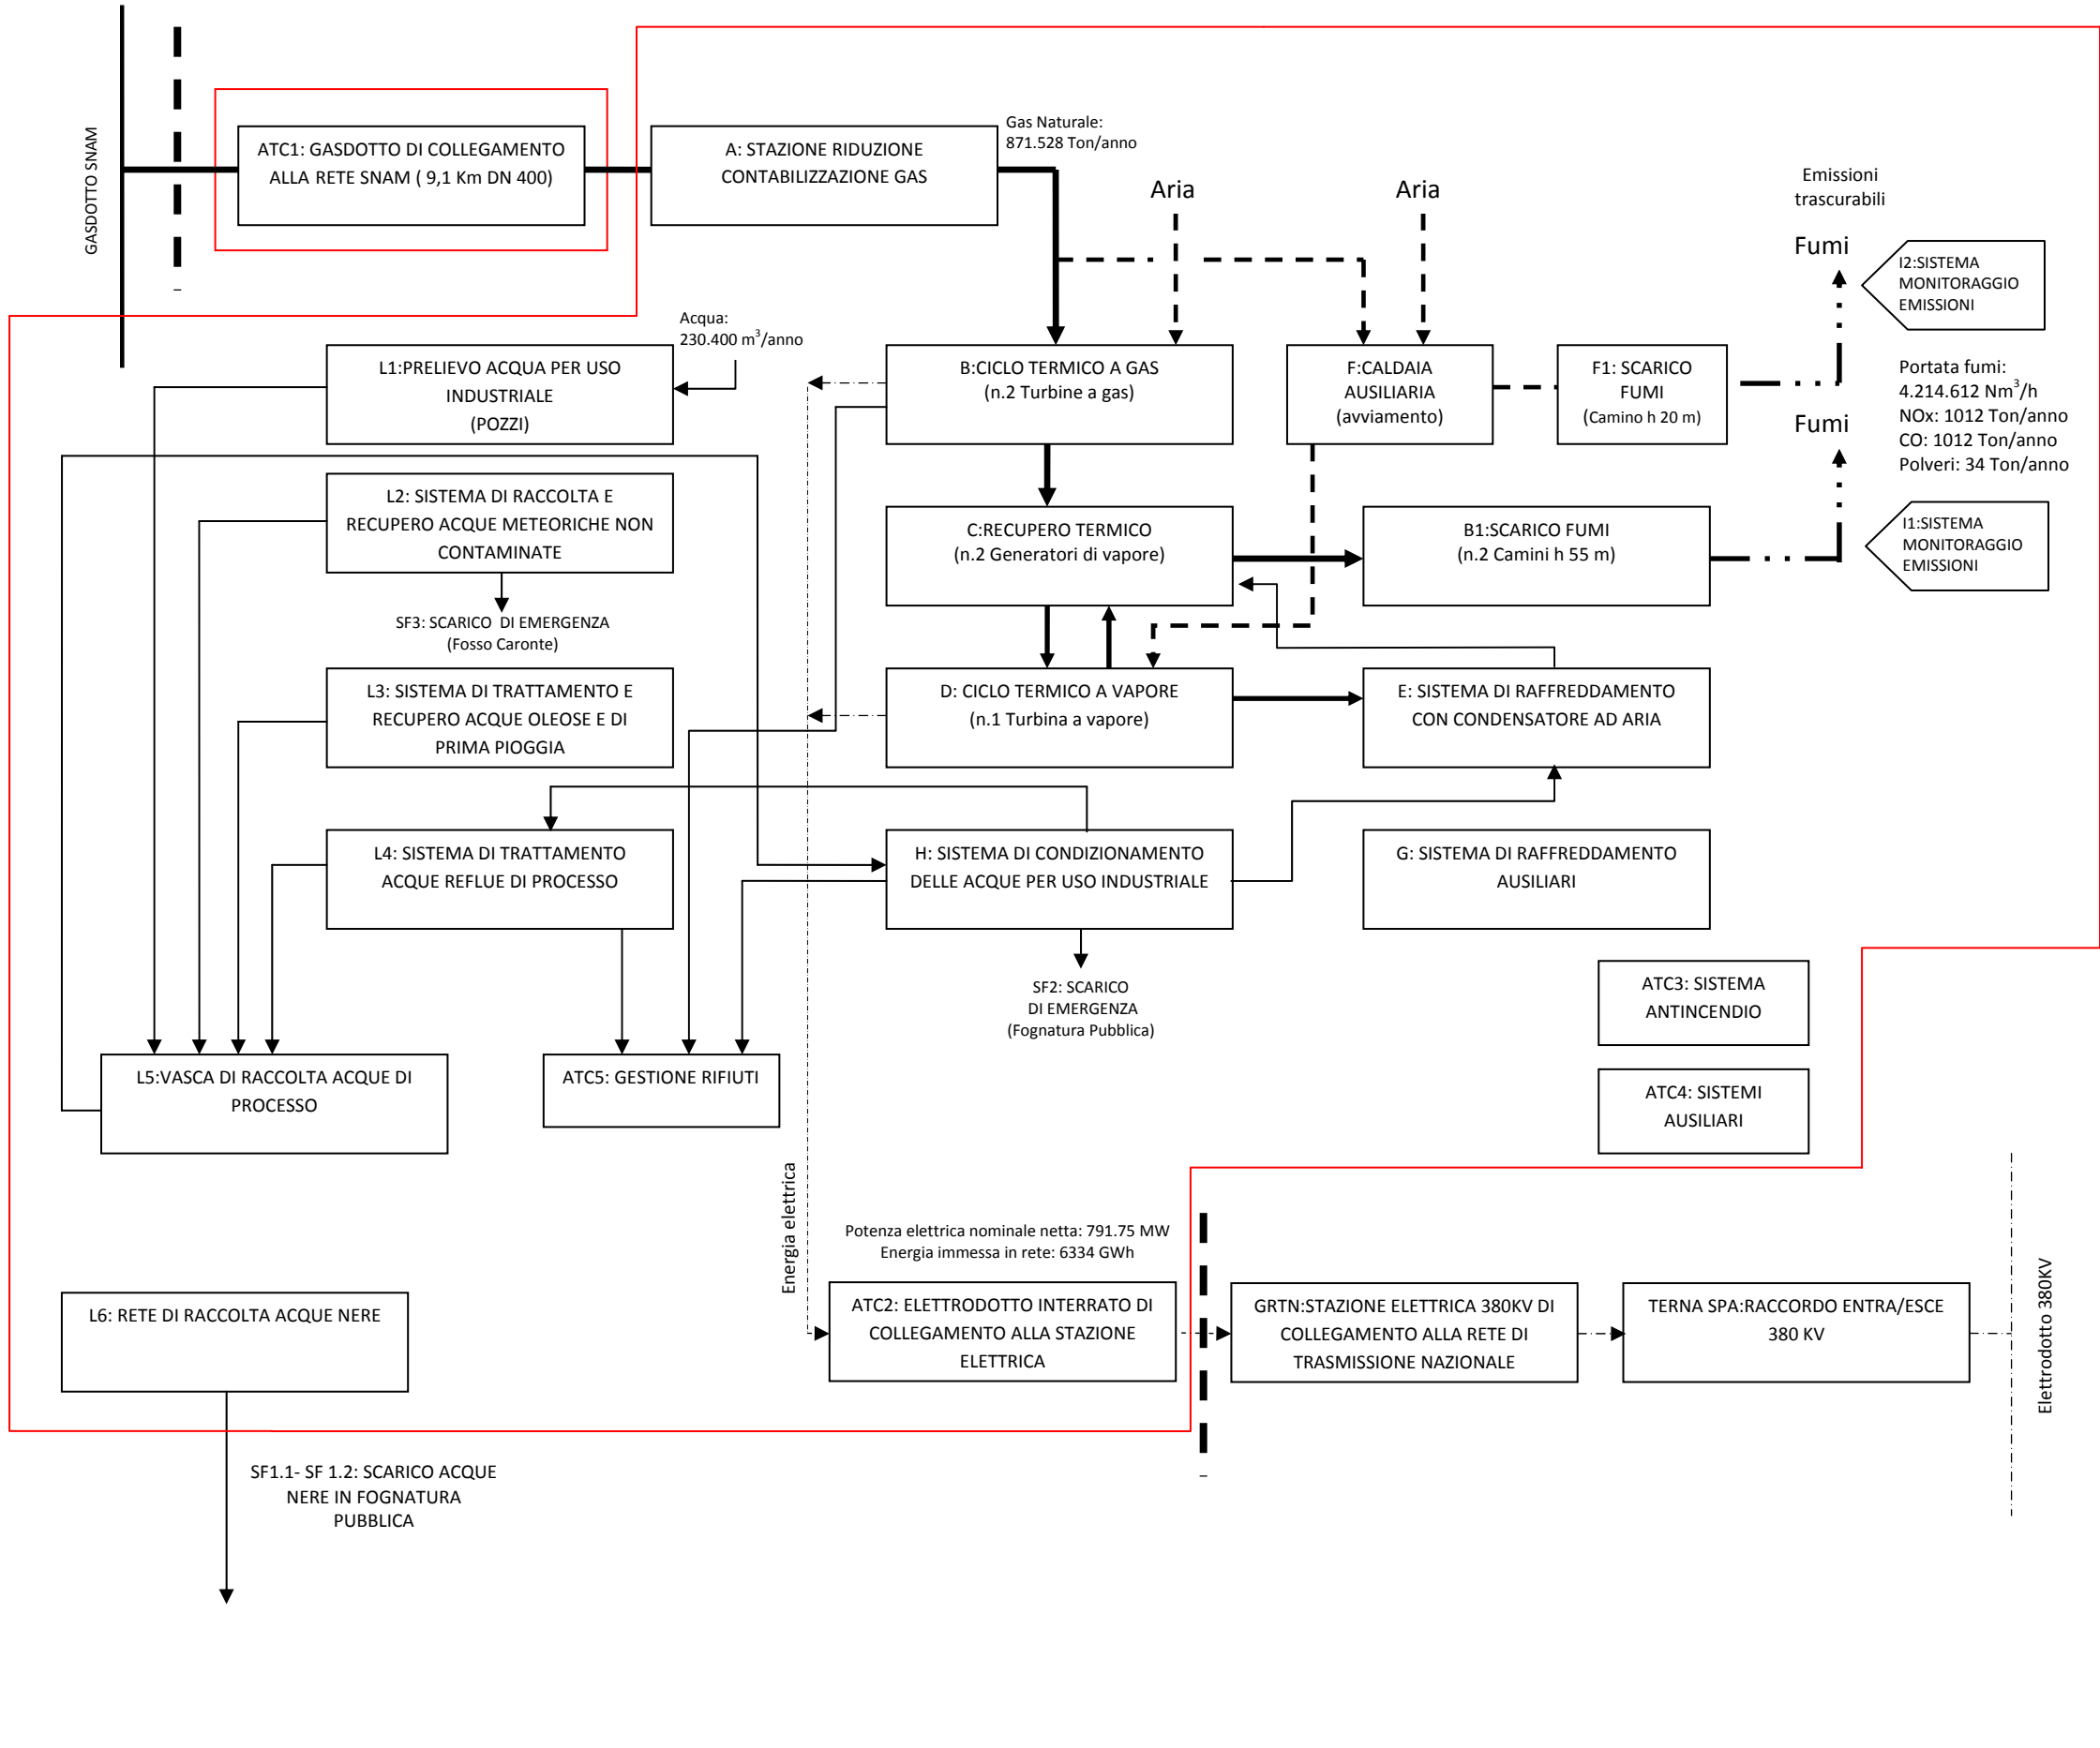 GASDOTTO SNAM
ATC1: GASDOTTO DI COLLEGAMENTO
ALLA RETE SNAM ( 9,1 Km DN 400)
A: STAZIONE RIDUZIONE
CONTABILIZZAZIONE GAS
Gas Naturale:
871.528 Ton/anno
Aria
Aria
Emissioni
trascurabili
Fumi
I2:SISTEMA
MONITORAGGIO
EMISSIONI
Acqua:
230.400 m³/anno
L1:PRELIEVO ACQUA PER USO
INDUSTRIALE
(POZZI)
B:CICLO TERMICO A GAS
(n.2 Turbine a gas)
F:CALDAIA
AUSILIARIA
(avviamento)
F1: SCARICO
FUMI
(Camino h 20 m)
Portata fumi:
4.214.612 Nm³/h
NOx: 1012 Ton/anno
CO: 1012 Ton/anno
Polveri: 34 Ton/anno
Fumi
L2: SISTEMA DI RACCOLTA E
RECUPERO ACQUE METEORICHE NON
CONTAMINATE
SF3: SCARICO DI EMERGENZA
(Fosso Caronte)
C:RECUPERO TERMICO
(n.2 Generatori di vapore)
B1:SCARICO FUMI
(n.2 Camini h 55 m)
I1:SISTEMA
MONITORAGGIO
EMISSIONI
L3: SISTEMA DI TRATTAMENTO E
RECUPERO ACQUE OLEOSE E DI
PRIMA PIOGGIA
D: CICLO TERMICO A VAPORE
(n.1 Turbina a vapore)
E: SISTEMA DI RAFFREDDAMENTO
CON CONDENSATORE AD ARIA
L4: SISTEMA DI TRATTAMENTO
ACQUE REFLUE DI PROCESSO
H: SISTEMA DI CONDIZIONAMENTO
DELLE ACQUE PER USO INDUSTRIALE
G: SISTEMA DI RAFFREDDAMENTO
AUSILIARI
SF2: SCARICO
DI EMERGENZA
(Fognatura Pubblica)
ATC3: SISTEMA
ANTINCENDIO
L5:VASCA DI RACCOLTA ACQUE DI
PROCESSO
ATC5: GESTIONE RIFIUTI
ATC4: SISTEMI
AUSILIARI
Energia elettrica
Potenza elettrica nominale netta: 791.75 MW
Energia immessa in rete: 6334 GWh
L6: RETE DI RACCOLTA ACQUE NERE
ATC2: ELETTRODOTTO INTERRATO DI
COLLEGAMENTO ALLA STAZIONE
ELETTRICA
GRTN:STAZIONE ELETTRICA 380KV DI
COLLEGAMENTO ALLA RETE DI
TRASMISSIONE NAZIONALE
TERNA SPA:RACCORDO ENTRA/ESCE
380 KV
Elettrodotto 380KV
SF1.1- SF 1.2: SCARICO ACQUE
NERE IN FOGNATURA
PUBBLICA